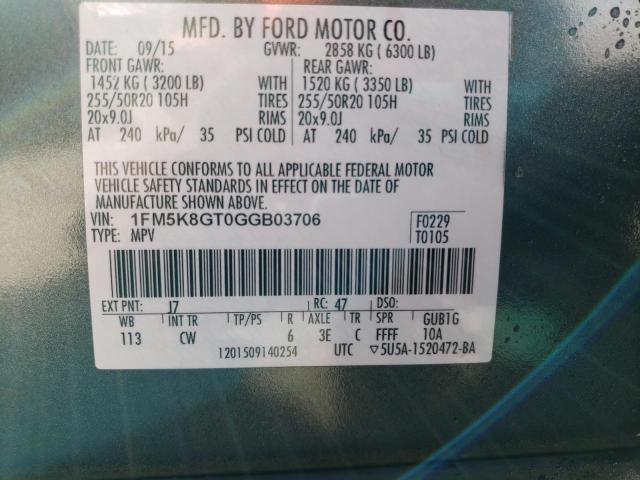 MFD. BY FORD MOTOR CO.
DATE: 09/15 GVWR: 2858 KG ( 6300 LB)
FRONT GAWR: REAR GAWR:
1452 KG ( 3200 LB) WITH 1520 KG ( 3350 LB) WITH
255/50R20 105H TIRES 255/50R20 105H TIRES
20x9.0J RIMS 20x9.0J RIMS
AT 240 kPa/ 35 PSI COLD AT 240 kPa/ 35 PSI COLD
THIS VEHICLE CONFORMS TO ALL APPLICABLE FEDERAL MOTOR
VEHICLE SAFETY STANDARDS IN EFFECT ON THE DATE OF
MANUFACTURE SHOWN ABOVE.
VIN: 1FM5K8GT0GGB03706 F0229
TYPE: MPV T0105
EXT PNT: J7 RC: 47 DSO:
WB INT TR TP/PS R AXLE TR SPR GUB1G
113 CW 6 3E C FFFF 10A
1201509140254 UTC ▽5U5A-1520472-BA